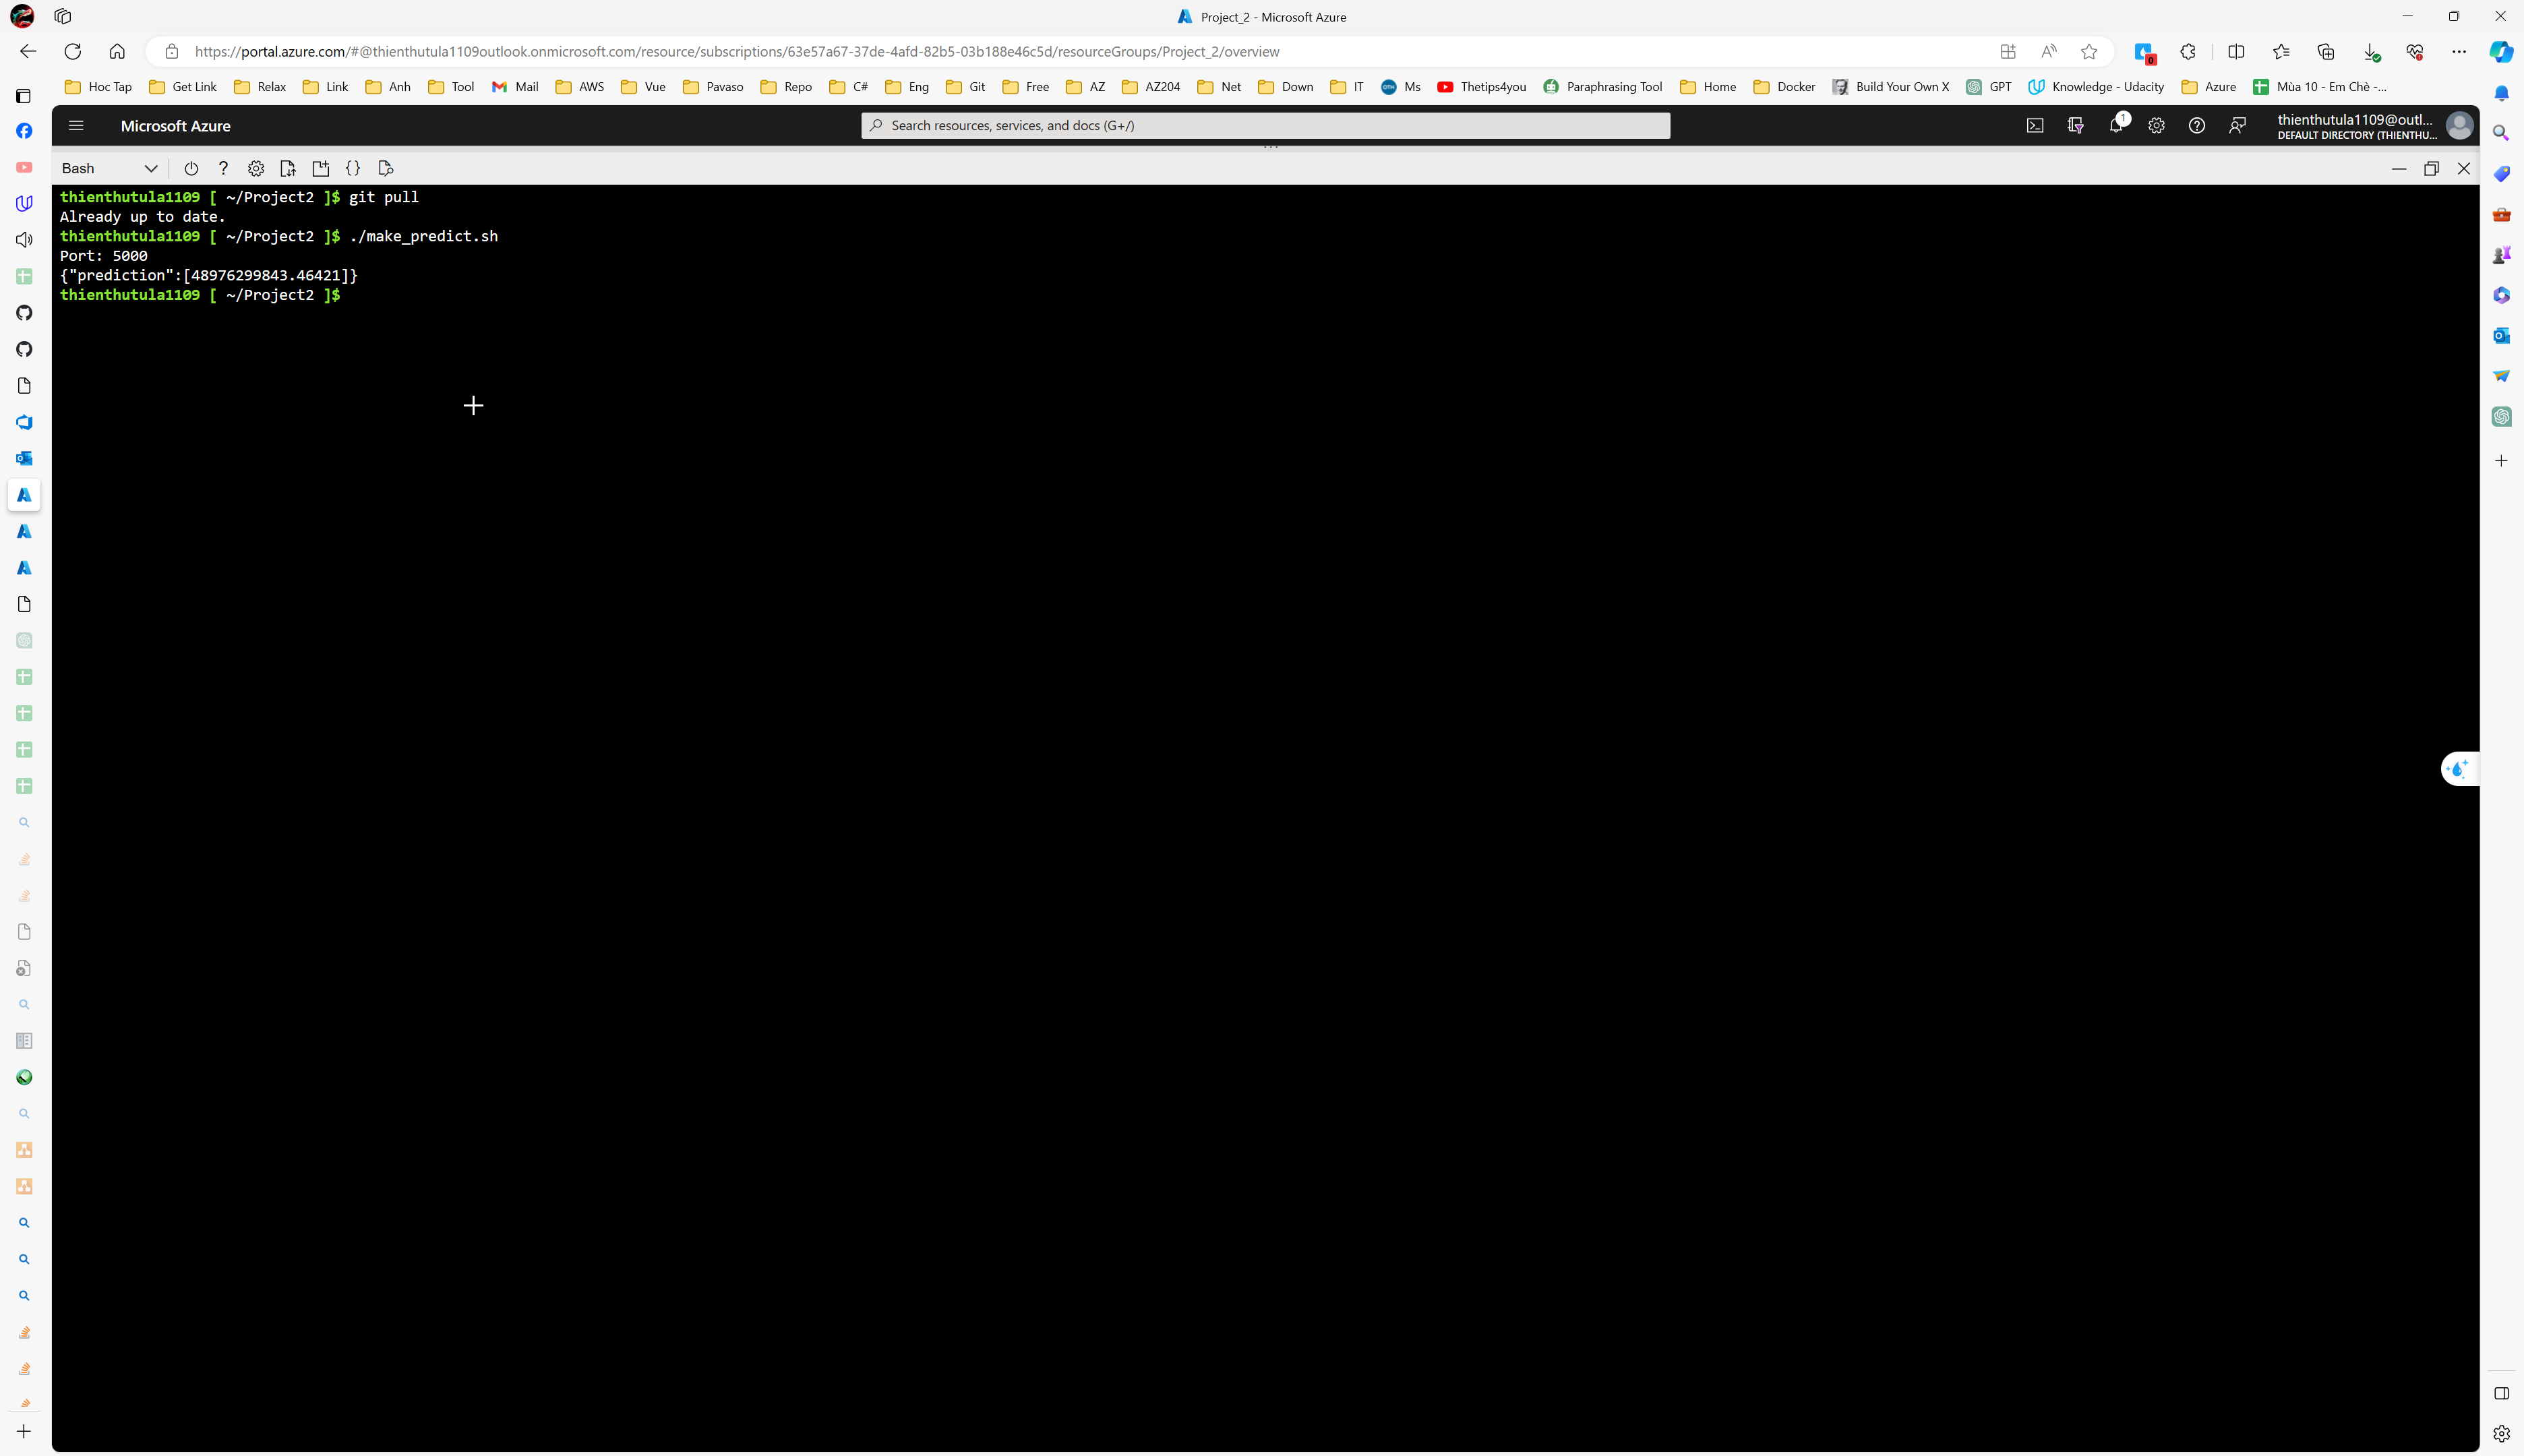 Project_2 - Microsoft Azure
https://portal.azure.com/#@thienthutula1109outlook.onmicrosoft.com/resource/subscriptions/63e57a67-37de-4afd-82b5-03b188e46c5d/resourceGroups/Project_2/overview
Hoc Tap Get Link Relax Link Anh Tool Mail AWS Vue Pavaso Repo C# Eng Git Free AZ AZ204 Net Down IT Ms Thetips4you Paraphrasing Tool Home Docker Build Your Own X GPT Knowledge - Udacity Azure Mùa 10 - Em Chè -...
Microsoft Azure
Search resources, services, and docs (G+/)
1
thienthutula1109@outl...
DEFAULT DIRECTORY (THIENTHU...
Bash
thienthutula1109 [ ~/Project2 ]$ git pull
Already up to date.
thienthutula1109 [ ~/Project2 ]$ ./make_predict.sh
Port: 5000
{"prediction":[48976299843.46421]}
thienthutula1109 [ ~/Project2 ]$